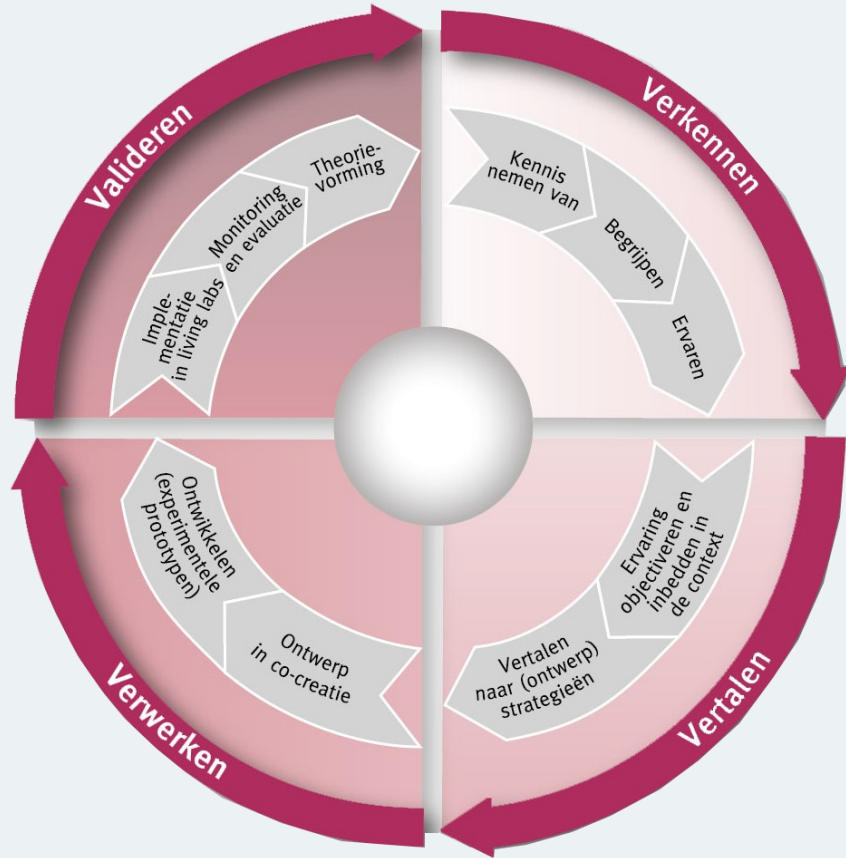 Verkennen
Kennis
nemen van
Begrijpen
Ervaren
Vertalen
Ervaring
objectiveren en
inbedden in
de context
Vertalen
naar (ontwerp)
strategieën
Verwerken
Ontwerp
in co-creatie
Ontwikkelen
(experimentele
prototypen)
Valideren
Imple-
mentatie
in living labs
Monitoring
en evaluatie
Theorie-
vorming